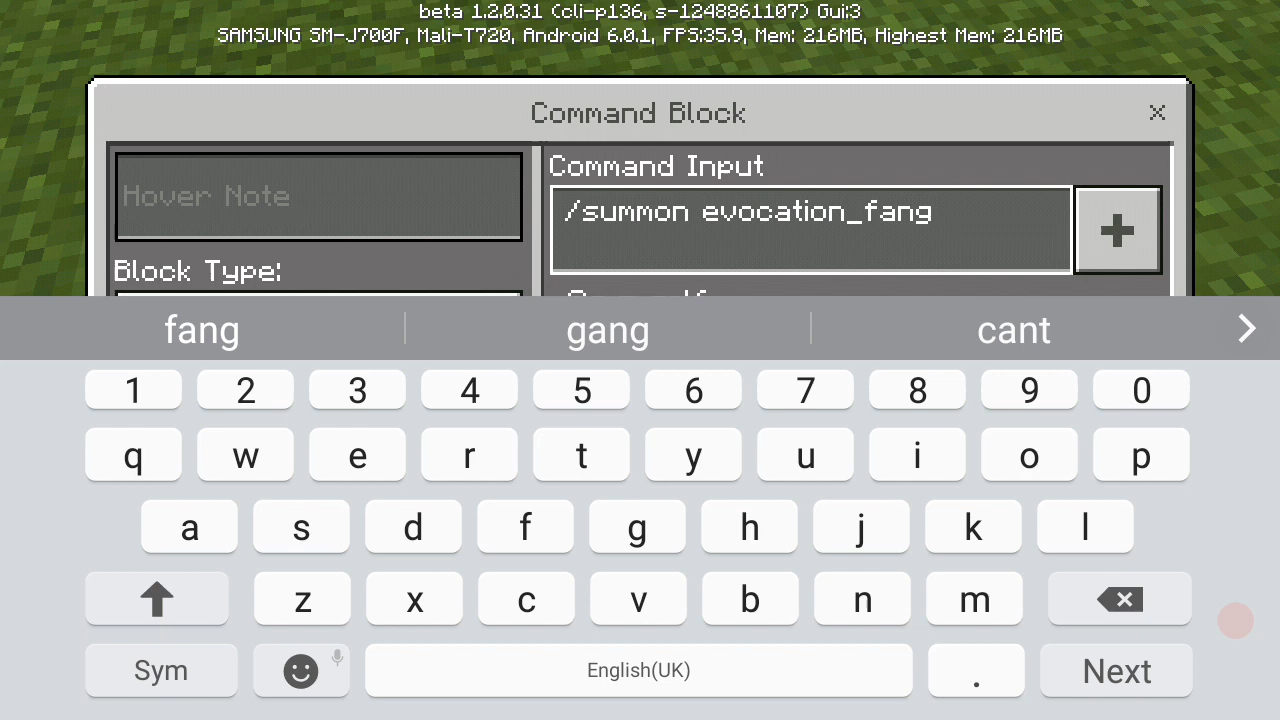 beta 1.2.0.31 (cli-p136, s-1248861107) Gui:3
SAMSUNG SM-J700F, Mali-T720, Android 6.0.1, FPS:35.9, Mem: 216MB, Highest Mem: 216MB
Command Block
Hover Note
Block Type:
Command Input
/summon evocation_fang
fang gang cant
1 2 3 4 5 6 7 8 9 0
q w e r t y u i o p
a s d f g h j k l
z x c v b n m
Sym English(UK) . Next